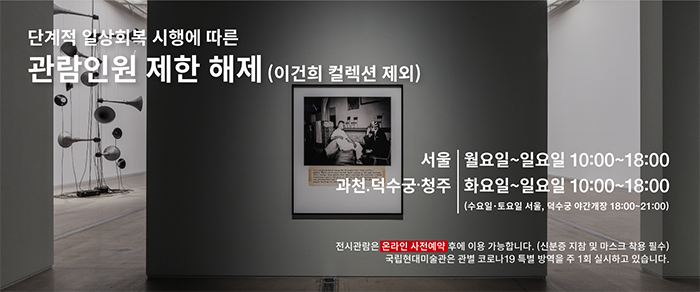 단계적 일상회복 시행에 따른
관람인원 제한 해제 (이건희 컬렉션 제외)
서울 | 월요일~일요일 10:00~18:00
과천.덕수궁·청주 | 화요일~일요일 10:00~18:00
(수요일·토요일 서울, 덕수궁 야간개장 18:00~21:00)
전시관람은 온라인 사전예약 후에 이용 가능합니다. (신분증 지참 및 마스크 착용 필수)
국립현대미술관은 관별 코로나19 특별 방역을 주 1회 실시하고 있습니다.